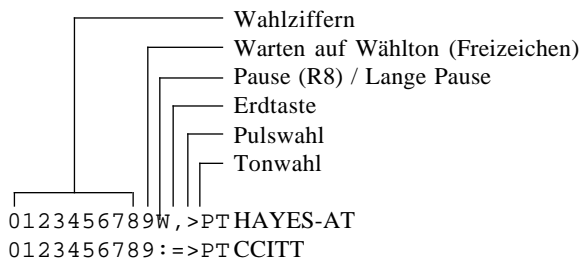 Wahlziffern
Warten auf Wählton (Freizeichen)
Pause (R8) / Lange Pause
Erdtaste
Pulswahl
Tonwahl
0123456789W,>PT HAYES-AT
0123456789:=>PT CCITT